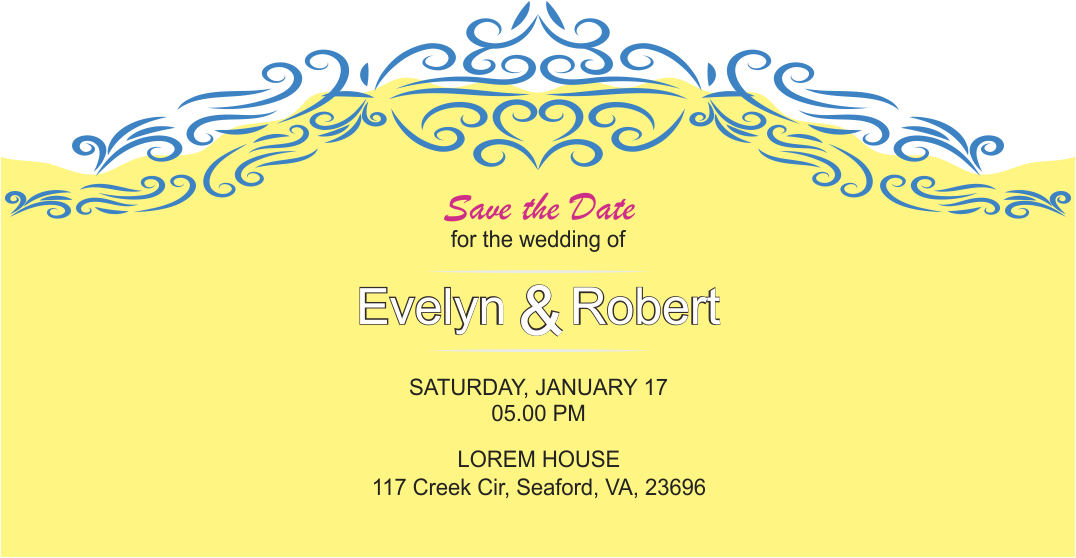 Save the Date
for the wedding of
Evelyn & Robert
SATURDAY, JANUARY 17
05.00 PM
LOREM HOUSE
117 Creek Cir, Seaford, VA, 23696